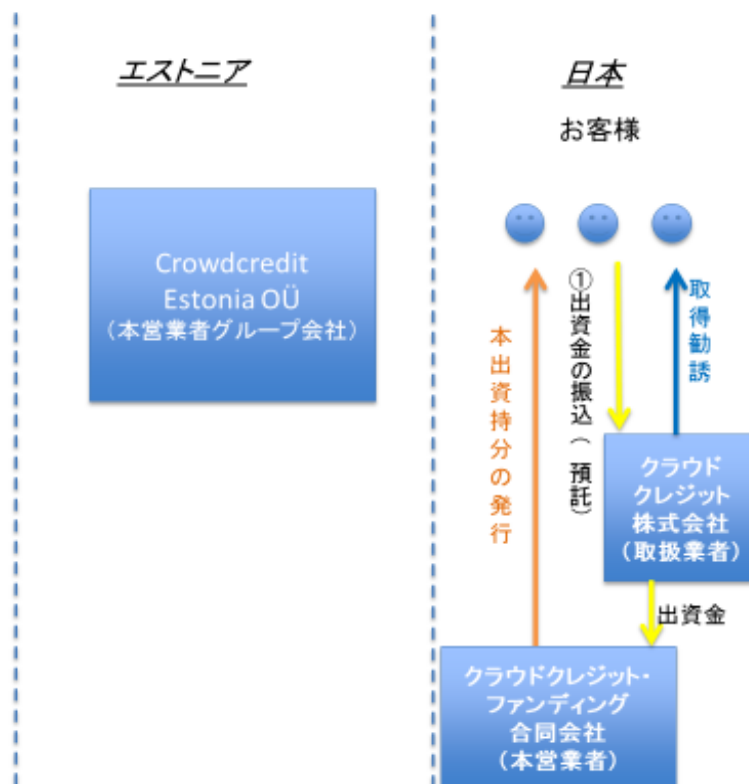 エストニア
日本
お客様
Crowdcredit
Estonia OÜ
（本営業者グループ会社）
本出資持分の発行
①出資金の振込（預託）
取得勧誘
クラウド
クレジット
株式会社
（取扱業者）
出資金
クラウドクレジット・
ファンディング
合同会社
（本営業者）